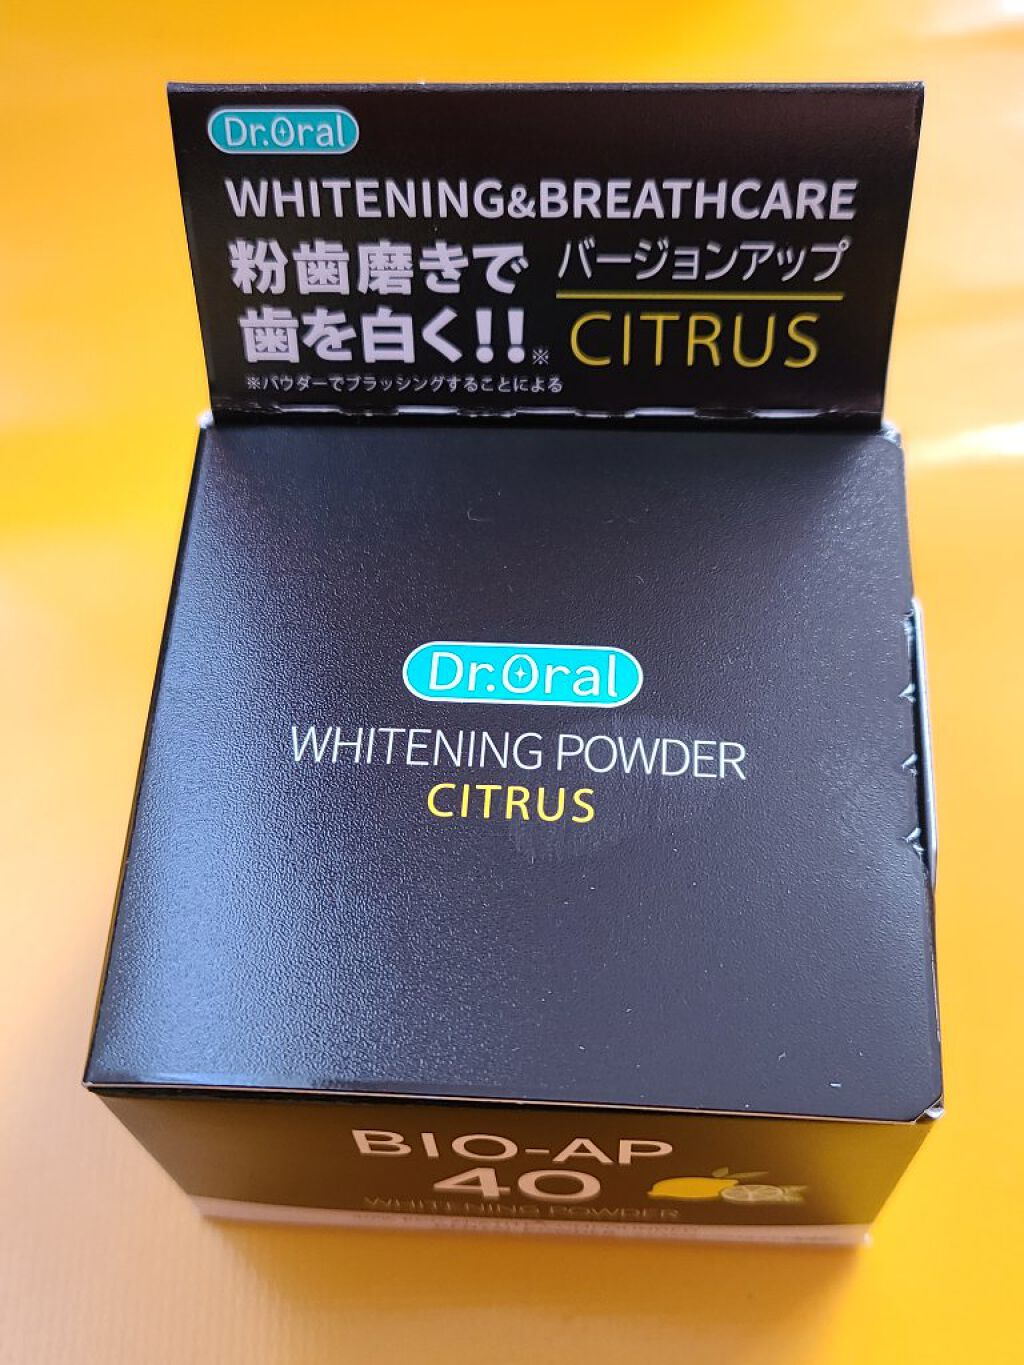 Dr.Oral
WHITENING&BREATHCARE
粉歯磨きで
歯を白く!!※
バージョンアップ
CITRUS
※パウダーでブラッシングすることによる
Dr.Oral
WHITENING POWDER
CITRUS
BIO-AP
40
WHITENING POWDER